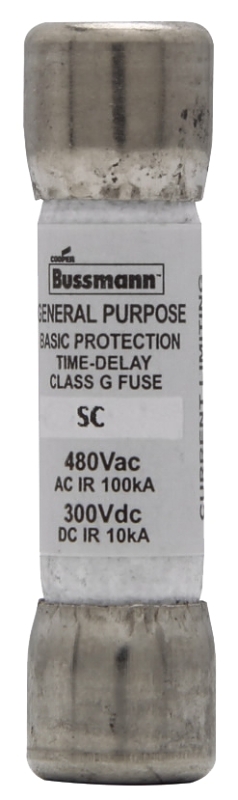 COOPER
Bussmann™
GENERAL PURPOSE
BASIC PROTECTION
TIME-DELAY
CLASS G FUSE
SC
480Vac
AC IR 100kA
300Vdc
DC IR 10kA
CURRENT LIMITING